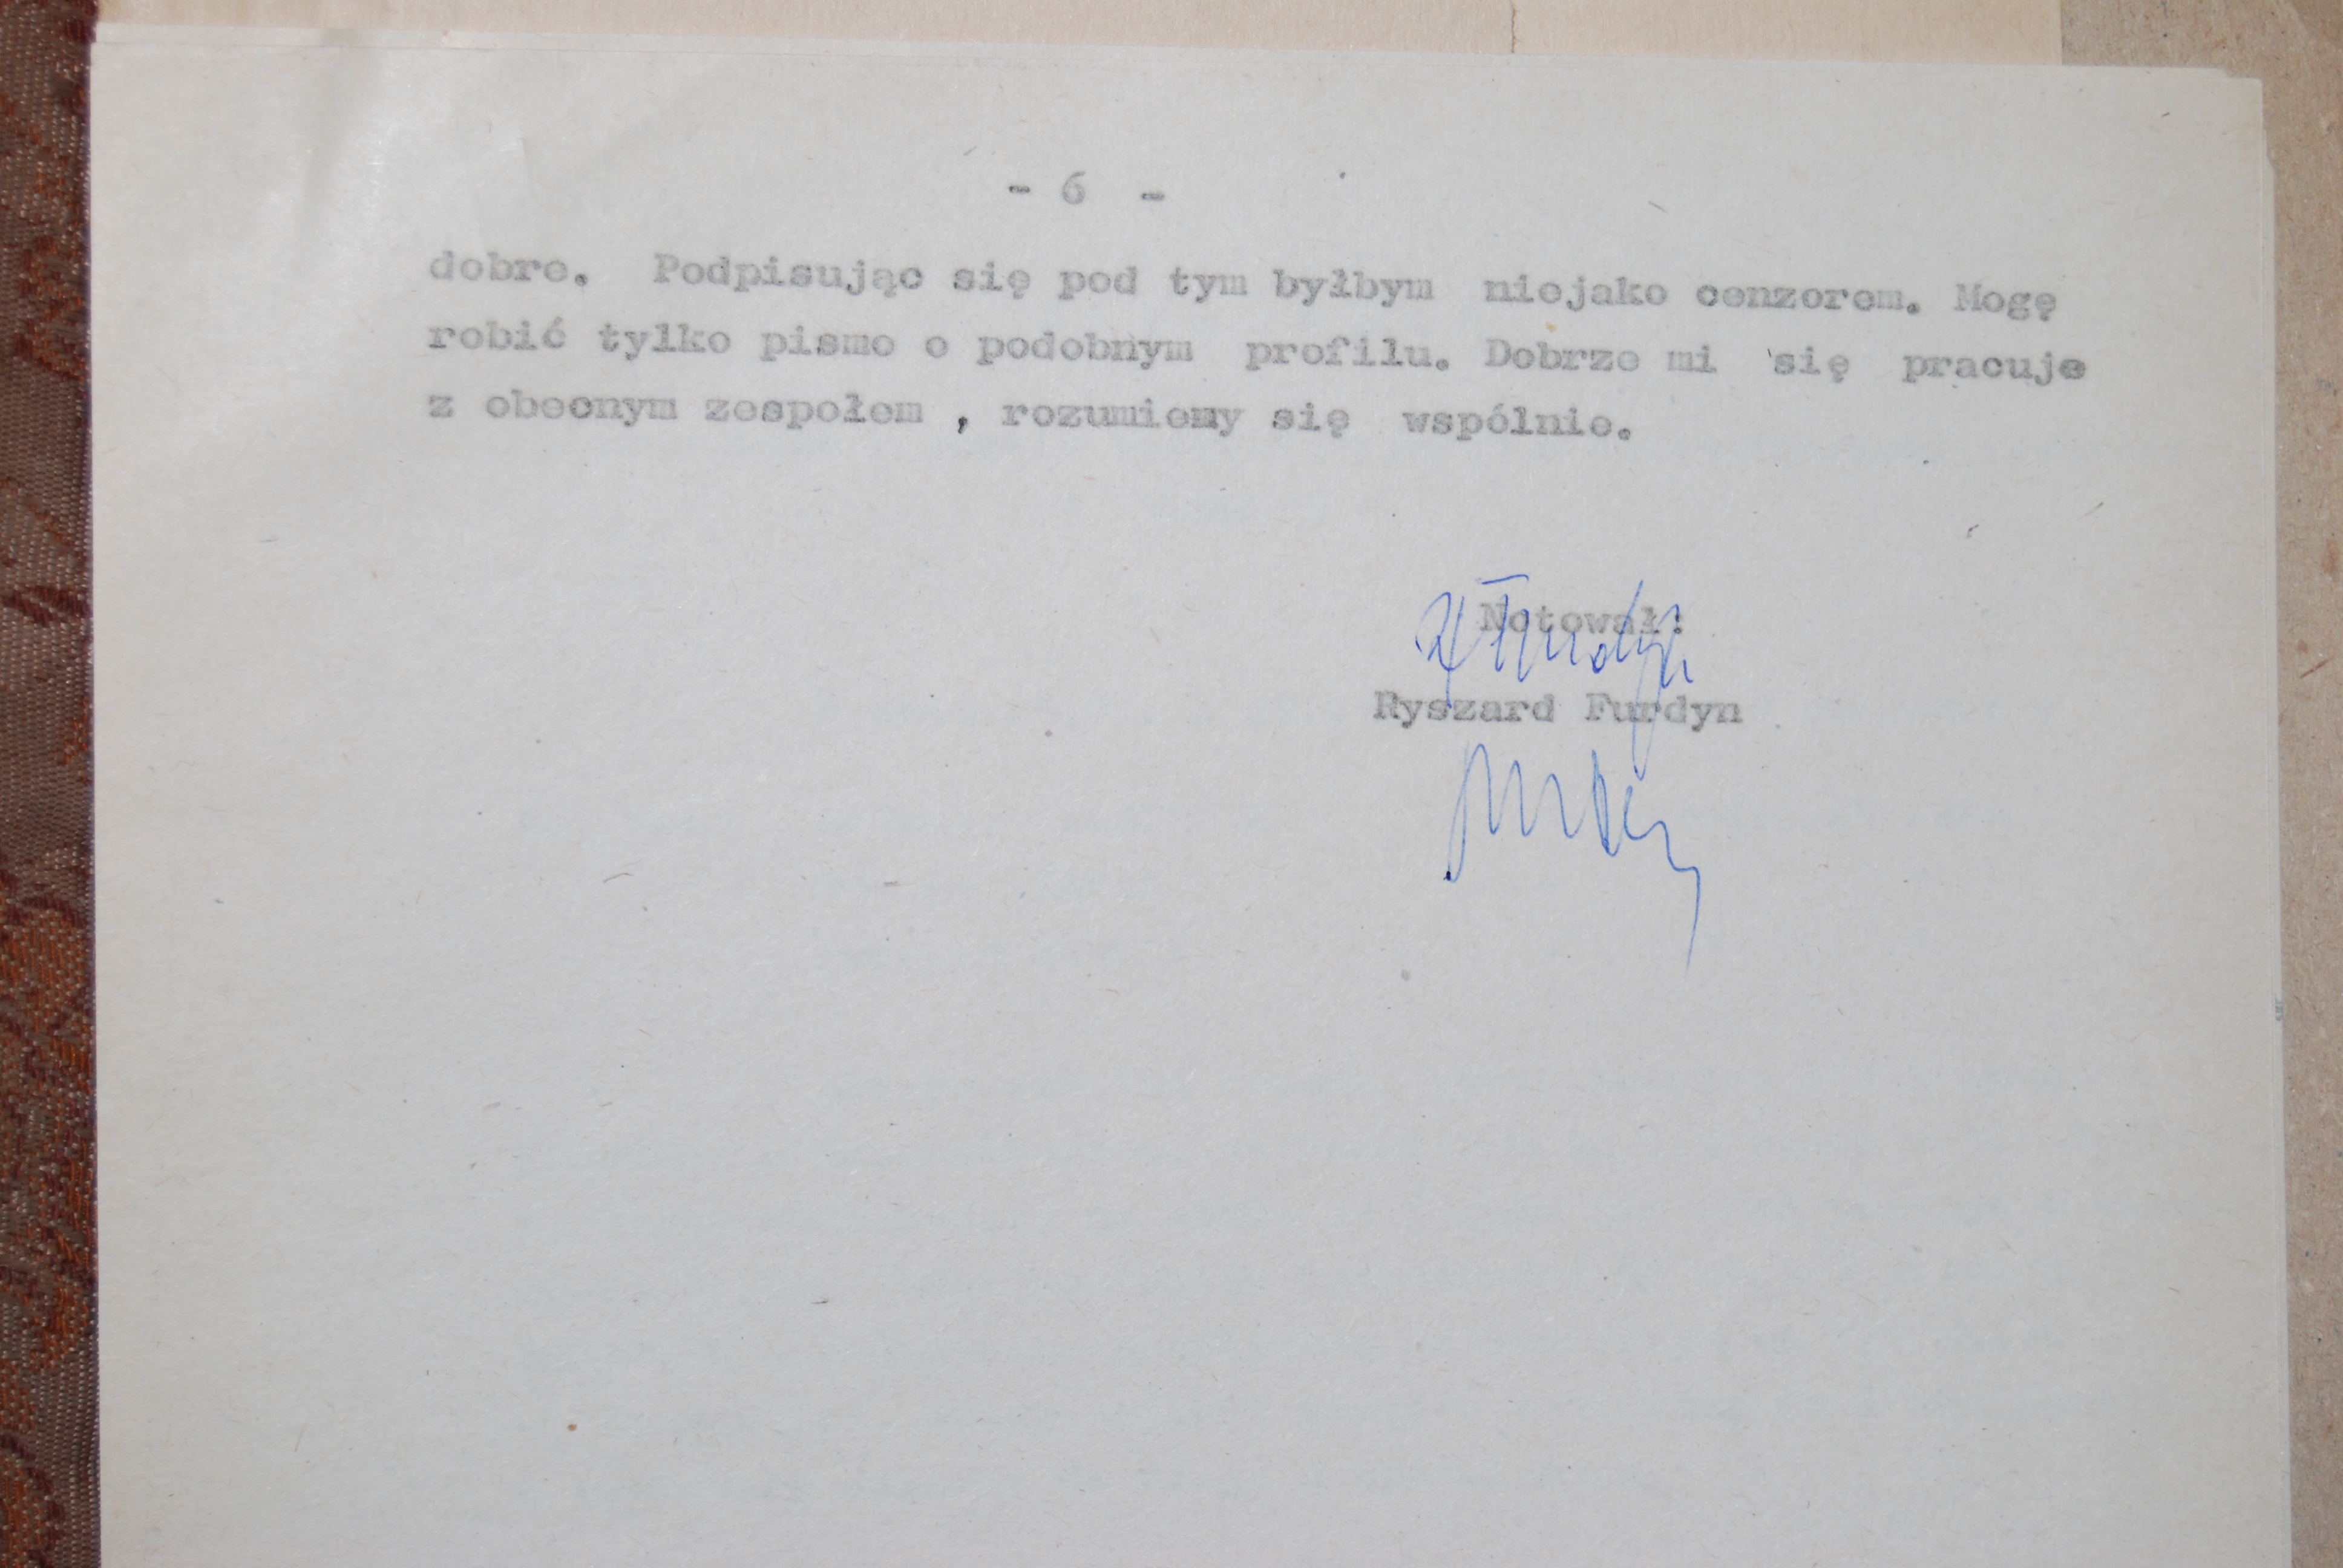 - 6 -
dobre. Podpisując się pod tym byłbym niejako cenzorem. Mogę
robić tylko pismo o podobnym profilu. Dobrze mi się pracuje
z obecnym zespołem , rozumiemy się wspólnie.
Notował:
Ryszard Furdyn